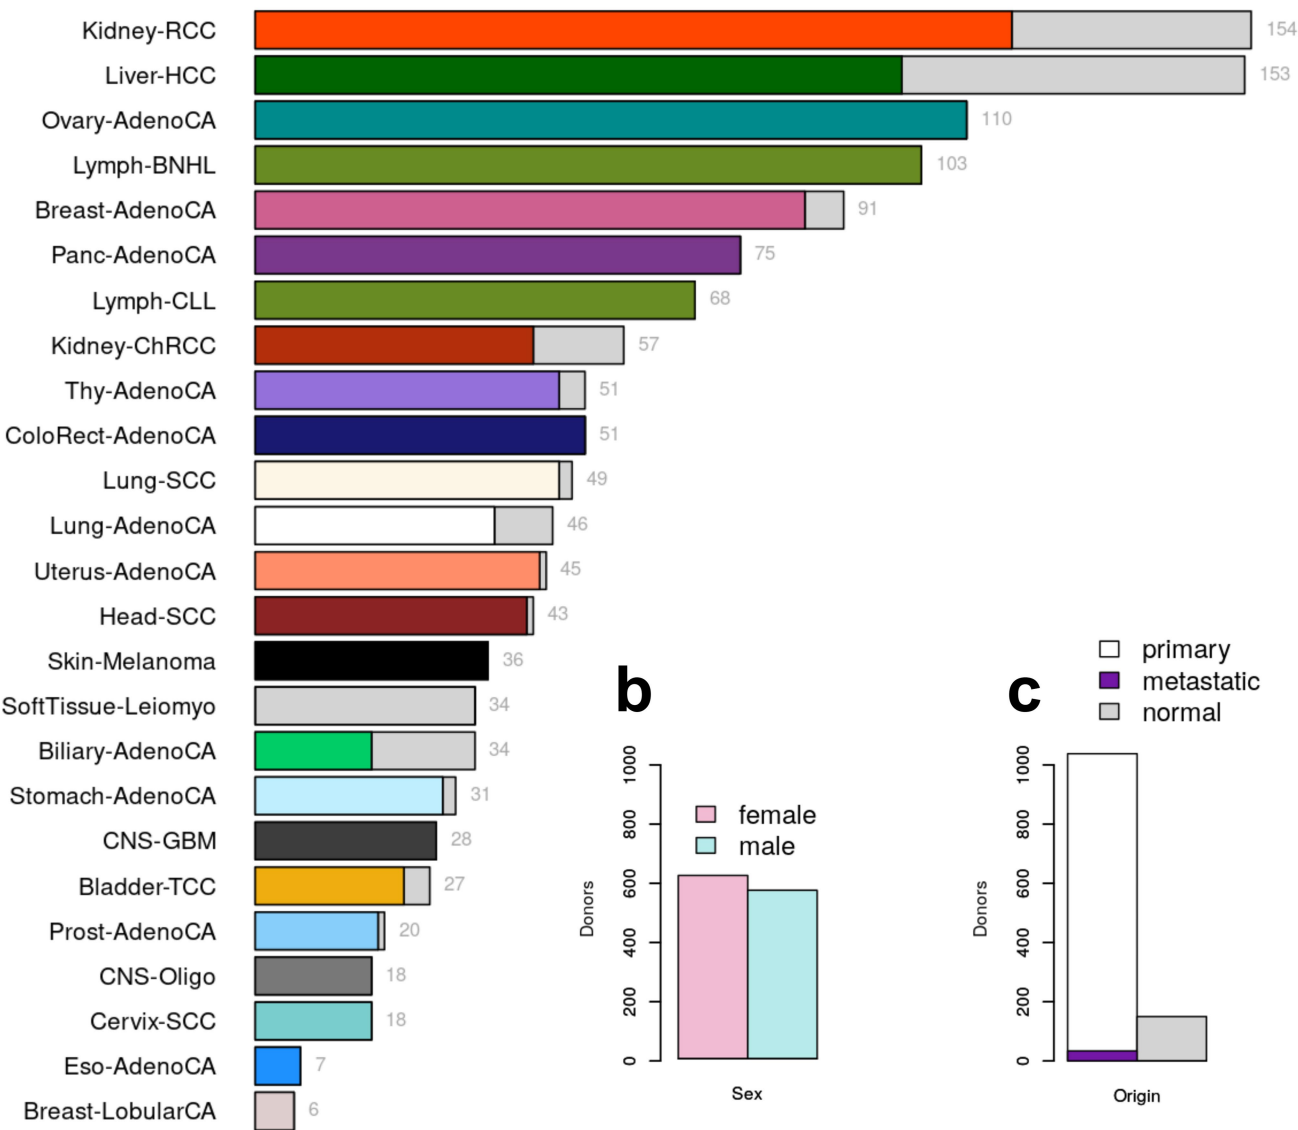 Kidney-RCC 154
Liver-HCC 153
Ovary-AdenoCA 110
Lymph-BNHL 103
Breast-AdenoCA 91
Panc-AdenoCA 75
Lymph-CLL 68
Kidney-ChRCC 57
Thy-AdenoCA 51
ColoRect-AdenoCA 51
Lung-SCC 49
Lung-AdenoCA 46
Uterus-AdenoCA 45
Head-SCC 43
Skin-Melanoma 36
SoftTissue-Leiomyo 34
Biliary-AdenoCA 34
Stomach-AdenoCA 31
CNS-GBM 28
Bladder-TCC 27
Prost-AdenoCA 20
CNS-Oligo 18
Cervix-SCC 18
Eso-AdenoCA 7
Breast-LobularCA 6
b
female
male
1000
800
600
400
200
0
Donors
Sex
c
primary
metastatic
normal
1000
800
600
400
200
0
Donors
Origin